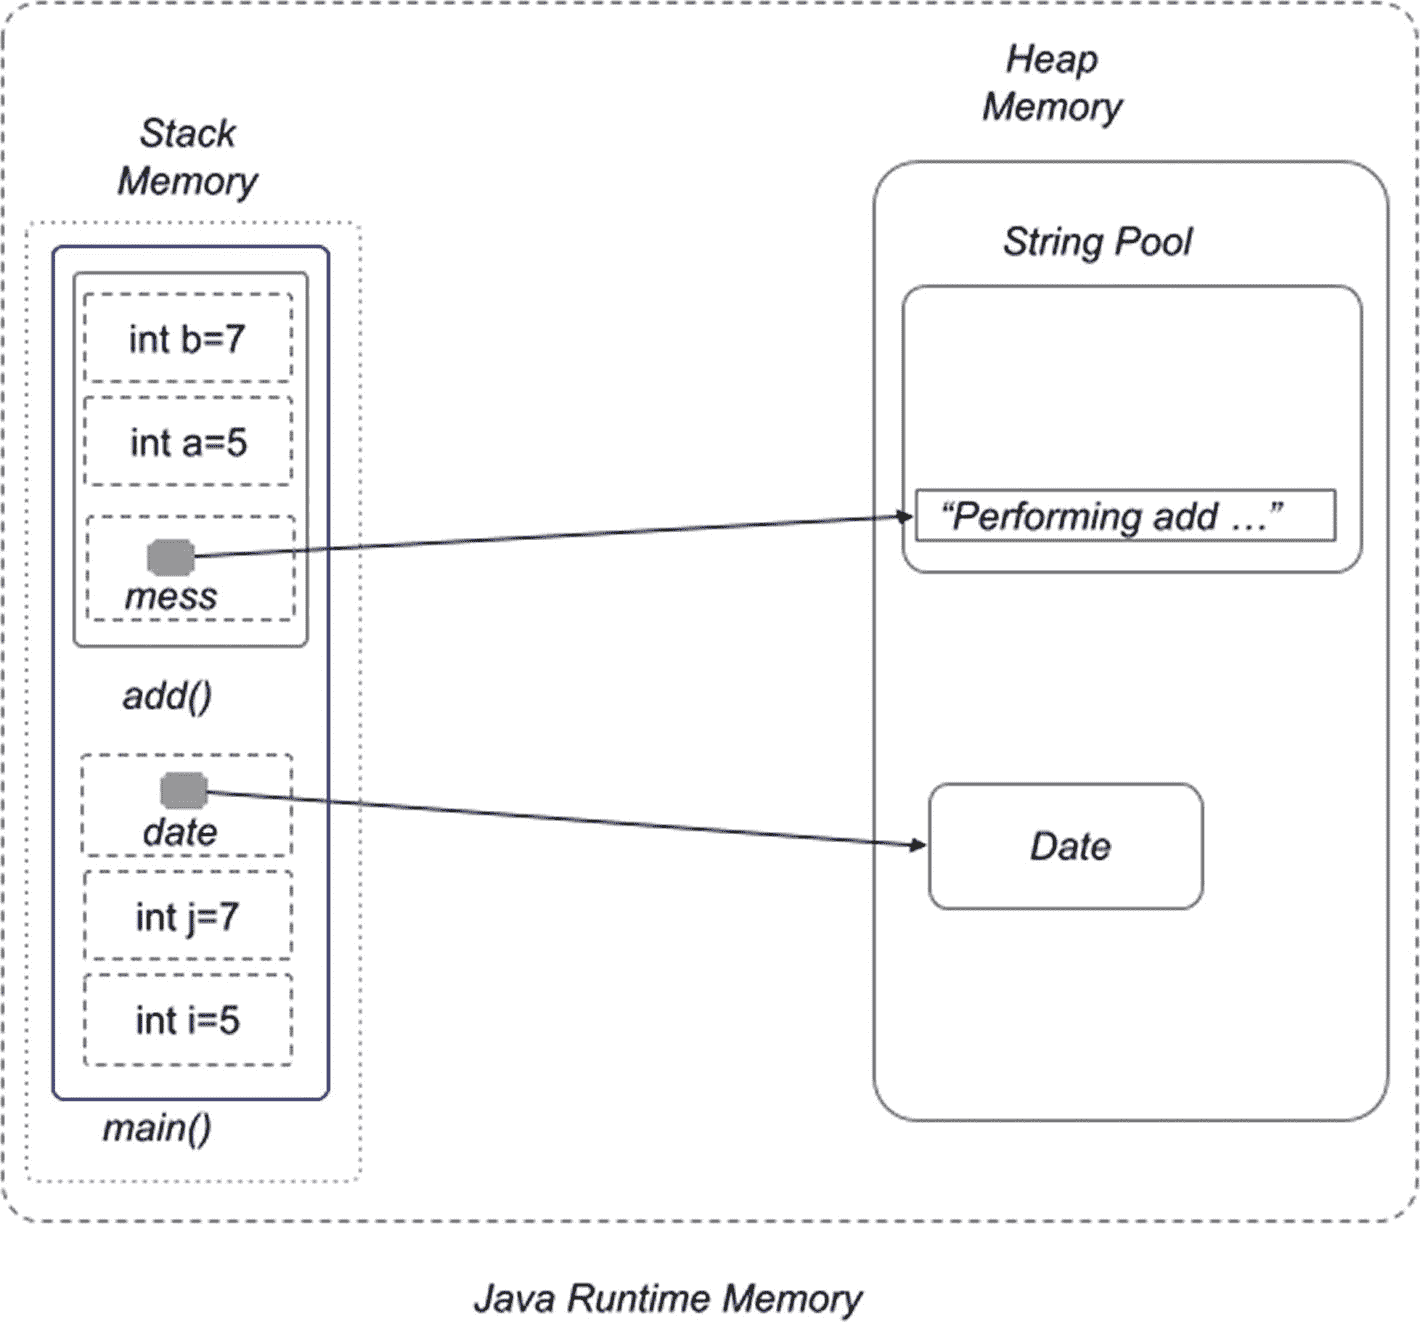 Heap
Memory
Stack
Memory
String Pool
int b=7
int a=5
“Performing add ...”
mess
add()
date
Date
int j=7
int i=5
main()
Java Runtime Memory